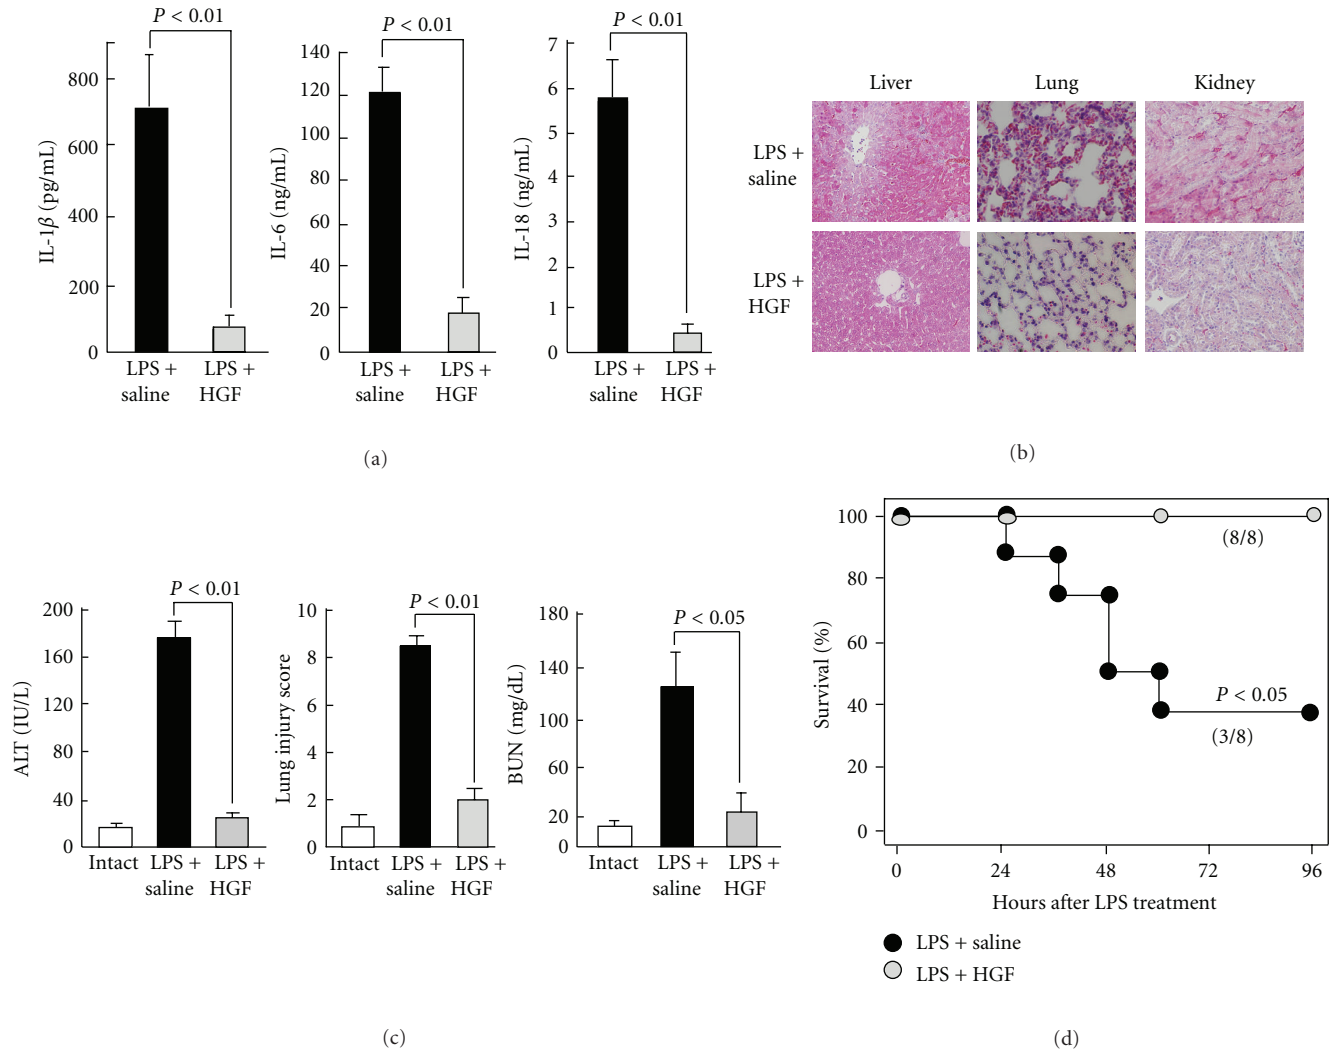 P < 0.01
IL-1β (pg/mL)
800
600
400
200
0
LPS +
saline
LPS +
HGF
P < 0.01
IL-6 (ng/mL)
140
120
100
80
60
40
20
0
LPS +
saline
LPS +
HGF
P < 0.01
IL-18 (ng/mL)
7
6
5
4
3
2
1
0
LPS +
saline
LPS +
HGF
(a)
Liver
Lung
Kidney
LPS +
saline
LPS +
HGF
(b)
P < 0.01
ALT (IU/L)
200
160
120
80
40
0
Intact
LPS +
saline
LPS +
HGF
P < 0.01
Lung injury score
10
8
6
4
2
0
Intact
LPS +
saline
LPS +
HGF
P < 0.05
BUN (mg/dL)
180
140
100
60
20
0
Intact
LPS +
saline
LPS +
HGF
(c)
Survival (%)
100
80
60
40
20
0
(8/8)
P < 0.05
(3/8)
0
24
48
72
96
Hours after LPS treatment
LPS + saline
LPS + HGF
(d)